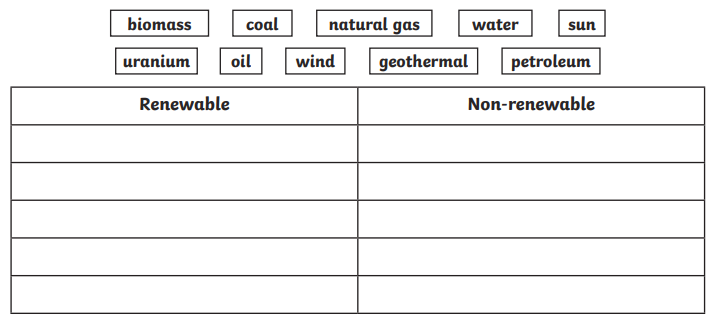 biomass coal natural gas water sun
uranium oil wind geothermal petroleum
Renewable Non-renewable